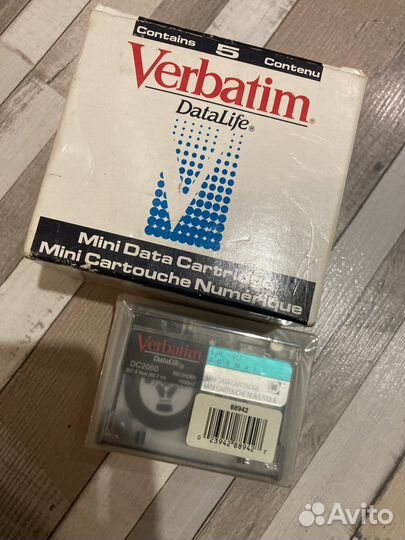 Contains 5 Contenu
Verbatim®
DataLife®
Mini Data Cartridge
Mini Cartouche Numérique
Verbatim
DataLife®
DC2060
REORDER
MINI DATA CARTRIDGE
MINI CARTOUCHE NUMÉRIQUE
88942
0 23942 88942 7
Avito